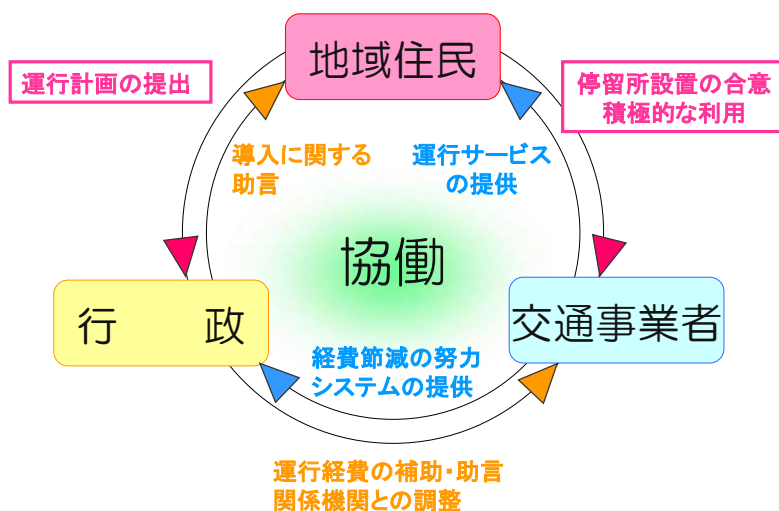 地域住民
運行計画の提出
停留所設置の合意
積極的な利用
導入に関する
助言
運行サービス
の提供
協働
行　　政
交通事業者
経費節減の努力
システムの提供
運行経費の補助・助言
関係機関との調整